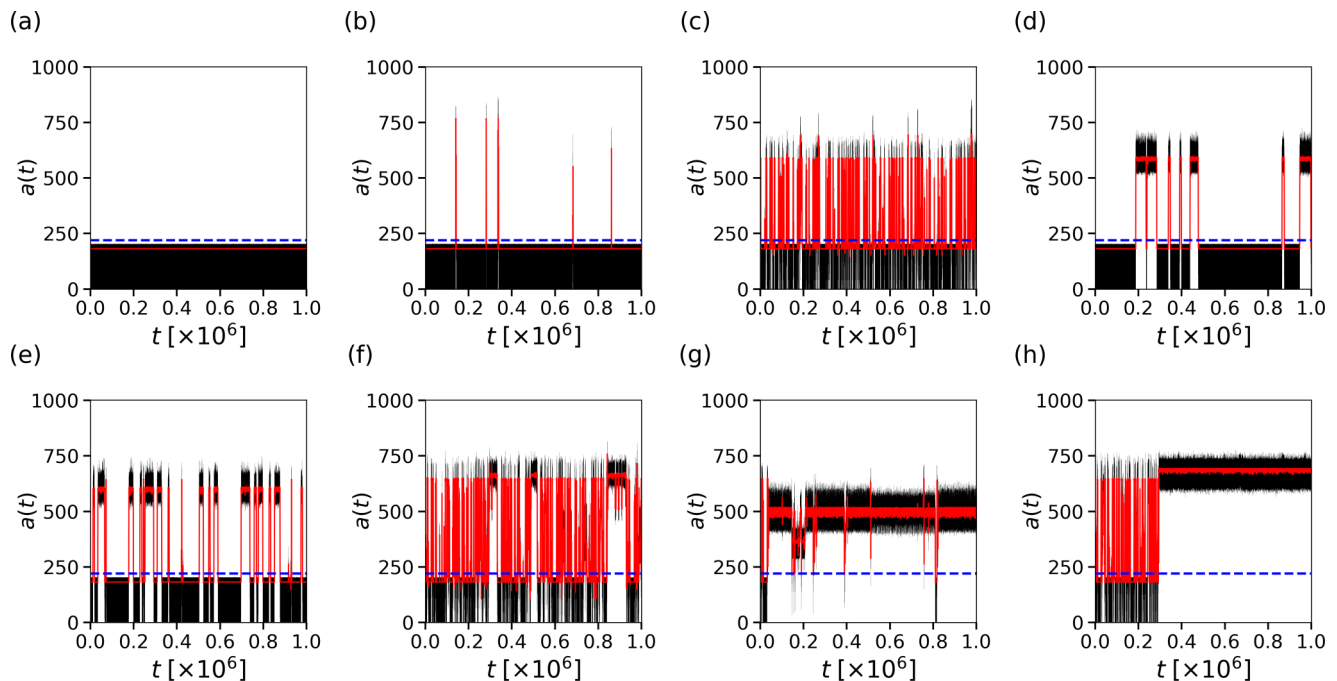 (a) (b) (c) (d)
1000 1000 1000 1000
750 750 750 750
a(t) a(t) a(t) a(t)
500 500 500 500
250 250 250 250
0 0 0 0
0.0 0.2 0.4 0.6 0.8 1.0 0.0 0.2 0.4 0.6 0.8 1.0 0.0 0.2 0.4 0.6 0.8 1.0 0.0 0.2 0.4 0.6 0.8 1.0
t [×10⁶] t [×10⁶] t [×10⁶] t [×10⁶]
(e) (f) (g) (h)
1000 1000 1000 1000
750 750 750 750
a(t) a(t) a(t) a(t)
500 500 500 500
250 250 250 250
0 0 0 0
0.0 0.2 0.4 0.6 0.8 1.0 0.0 0.2 0.4 0.6 0.8 1.0 0.0 0.2 0.4 0.6 0.8 1.0 0.0 0.2 0.4 0.6 0.8 1.0
t [×10⁶] t [×10⁶] t [×10⁶] t [×10⁶]